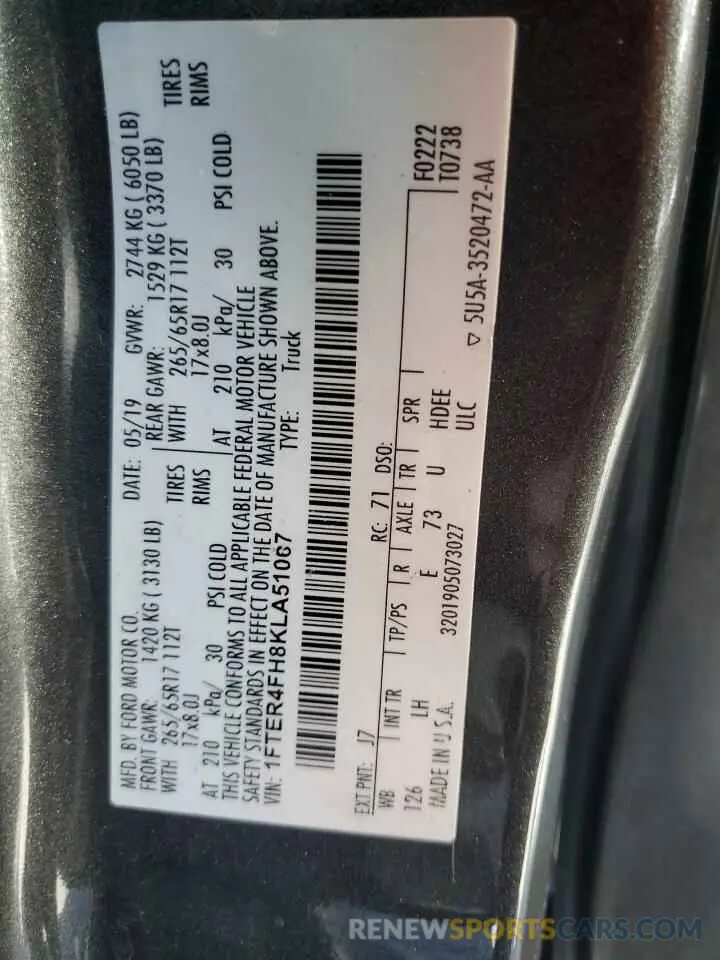 MFD. BY FORD MOTOR CO.
DATE: 05/19 GVWR: 2744 KG ( 6050 LB)
FRONT GAWR: 1420 KG ( 3130 LB)
REAR GAWR: 1529 KG ( 3370 LB)
WITH 265/65R17 112T TIRES
WITH 265/65R17 112T TIRES
17x8.0J RIMS
17x8.0J RIMS
AT 210 kPa/ 30 PSI COLD
AT 210 kPa/ 30 PSI COLD
THIS VEHICLE CONFORMS TO ALL APPLICABLE FEDERAL MOTOR VEHICLE
SAFETY STANDARDS IN EFFECT ON THE DATE OF MANUFACTURE SHOWN ABOVE.
VIN: 1FTER4FH8KLA51067
TYPE: Truck
EXT PNT: J7 RC: 71 DSO:
WB INT TR TP/PS R AXLE TR SPR
126 LH E 73 U HDEE
ULC
F0222
T0738
MADE IN U.S.A. 3201905073027
▽ 5U5A-3520472-AA
RENEWSPORTSCARS.COM